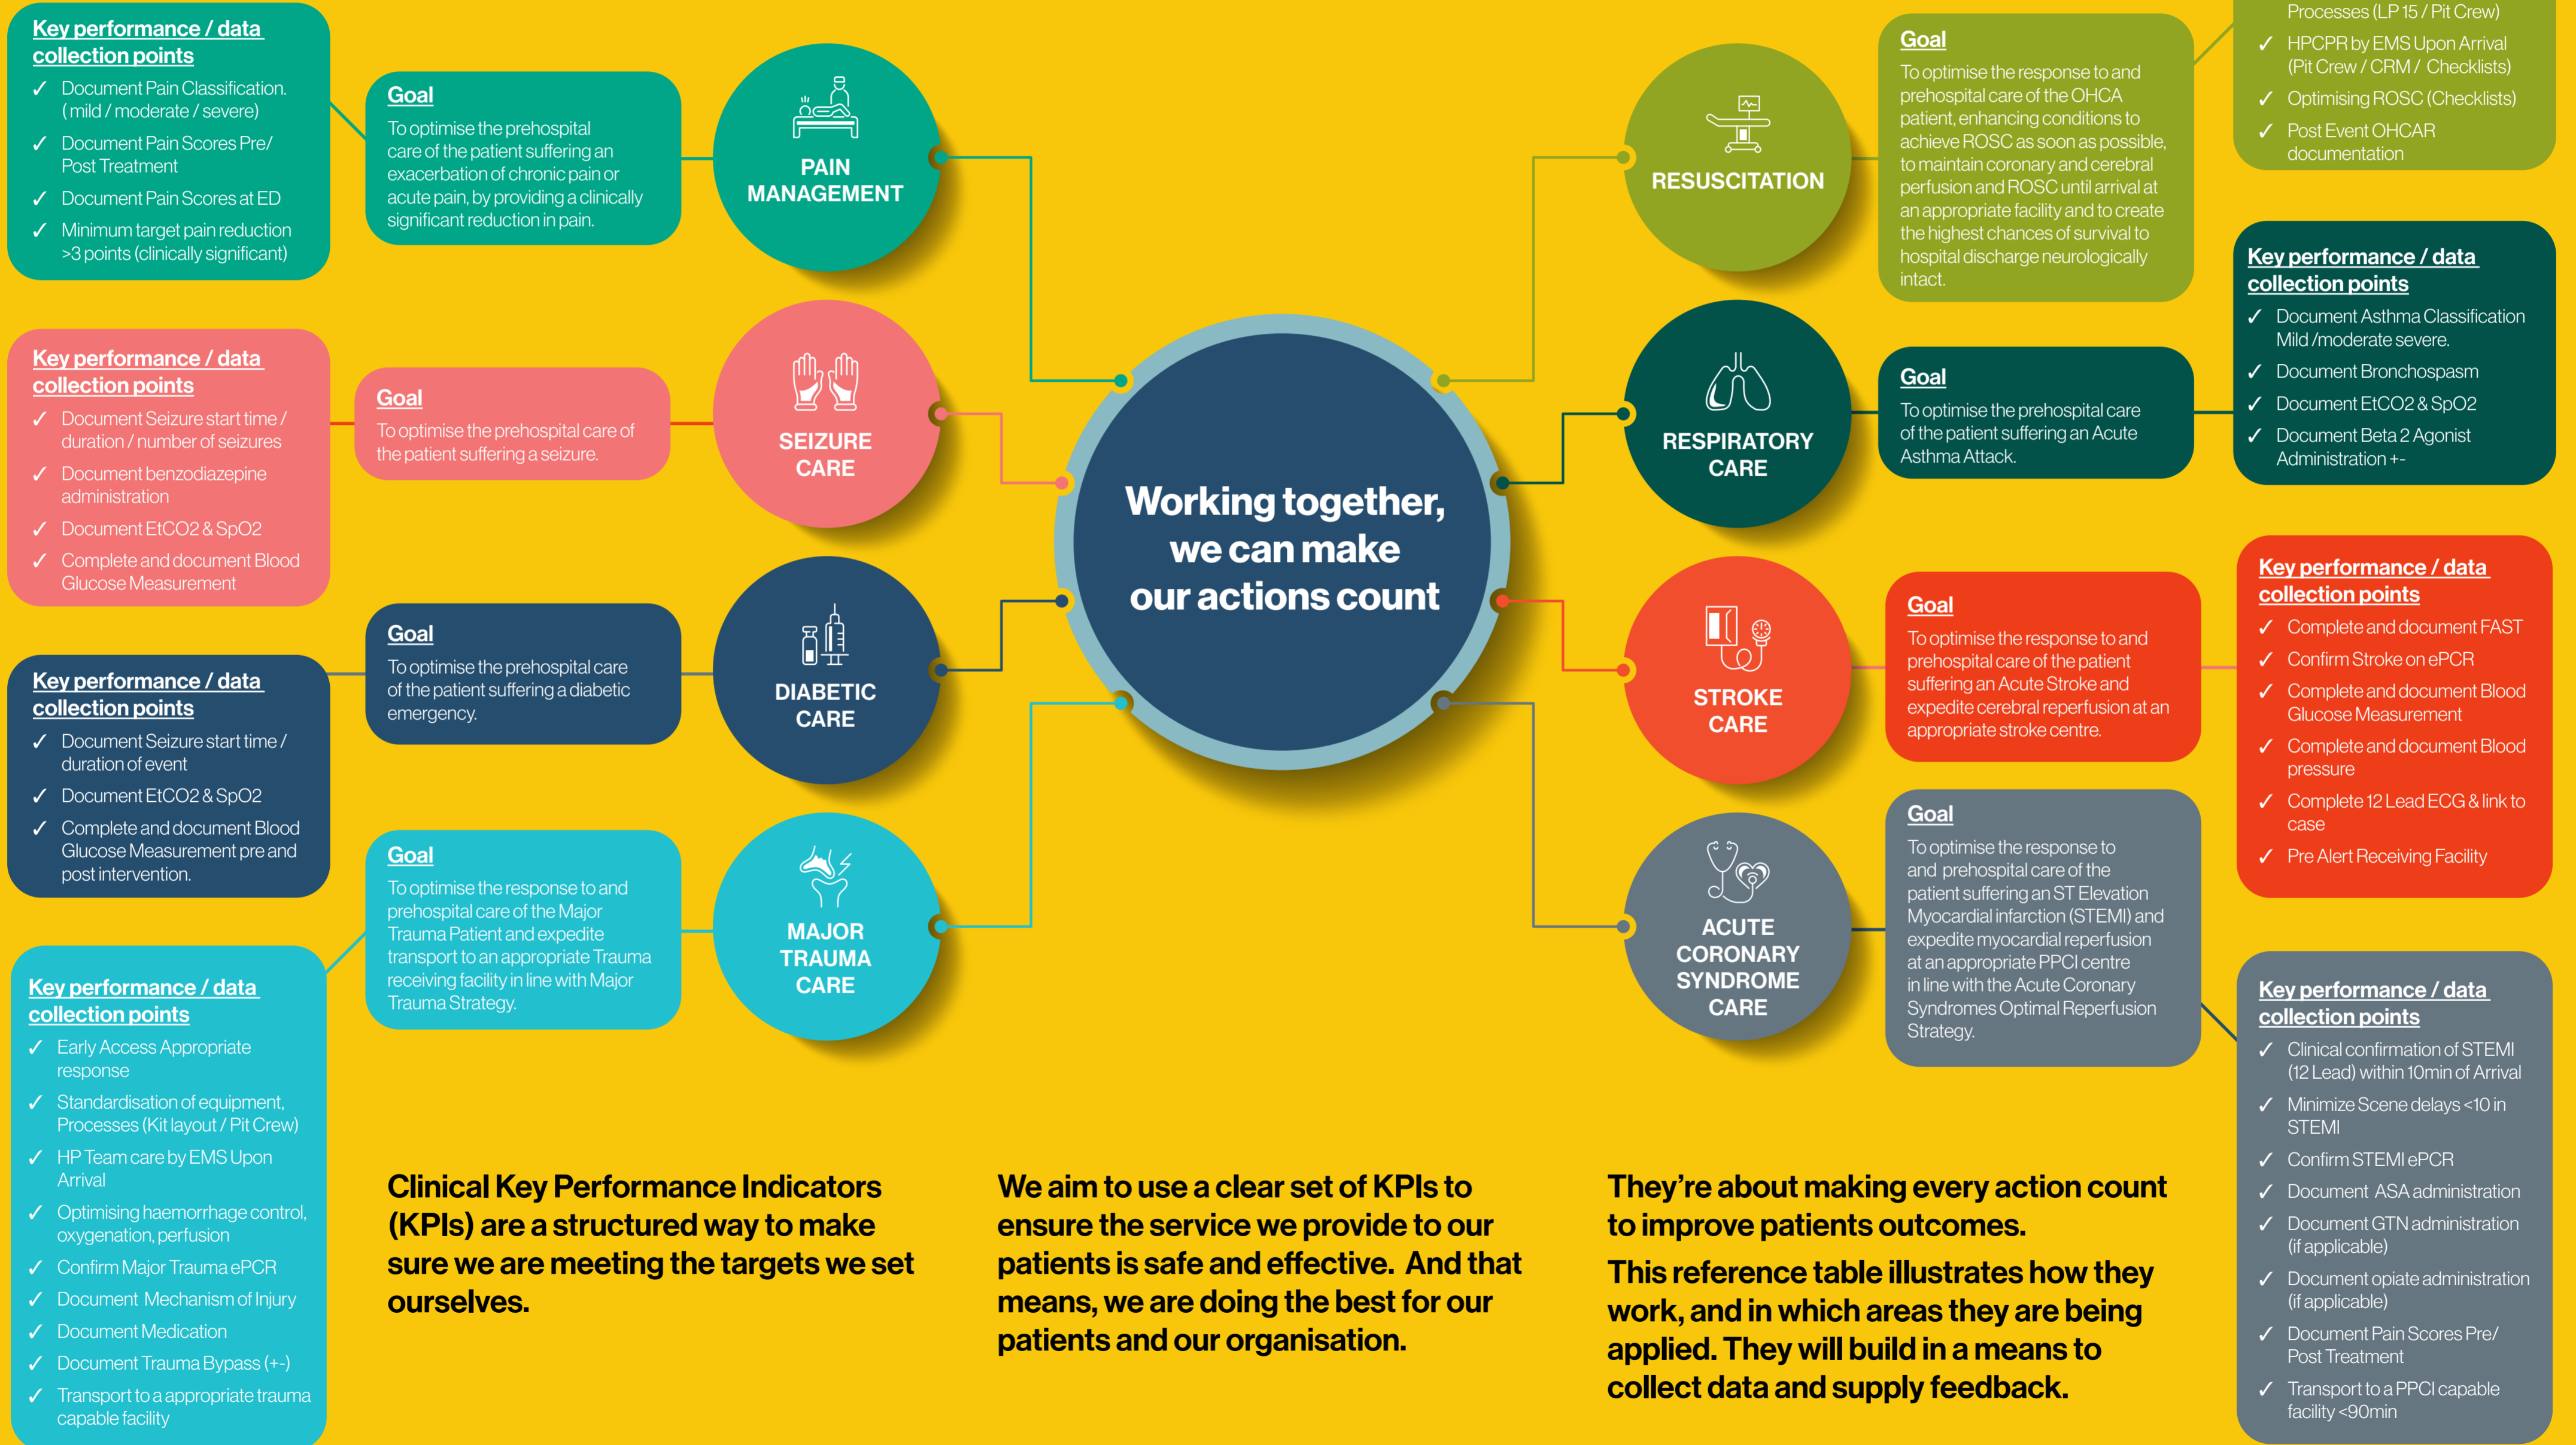 Key performance / data
collection points
✓ Document Pain Classification.
( mild / moderate / severe)
✓ Document Pain Scores Pre/
Post Treatment
✓ Document Pain Scores at ED
✓ Minimum target pain reduction
>3 points (clinically significant)
Goal
To optimise the prehospital
care of the patient suffering an
exacerbation of chronic pain or
acute pain, by providing a clinically
significant reduction in pain.
PAIN
MANAGEMENT
Key performance / data
collection points
✓ Document Seizure start time /
duration / number of seizures
✓ Document benzodiazepine
administration
✓ Document EtCO2 & SpO2
✓ Complete and document Blood
Glucose Measurement
Goal
To optimise the prehospital care of
the patient suffering a seizure.
SEIZURE
CARE
Key performance / data
collection points
✓ Document Seizure start time /
duration of event
✓ Document EtCO2 & SpO2
✓ Complete and document Blood
Glucose Measurement pre and
post intervention.
Goal
To optimise the prehospital care
of the patient suffering a diabetic
emergency.
DIABETIC
CARE
Key performance / data
collection points
✓ Early Access Appropriate
response
✓ Standardisation of equipment,
Processes (Kit layout / Pit Crew)
✓ HP Team care by EMS Upon
Arrival
✓ Optimising haemorrhage control,
oxygenation, perfusion
✓ Confirm Major Trauma ePCR
✓ Document Mechanism of Injury
✓ Document Medication
✓ Document Trauma Bypass (+-)
✓ Transport to a appropriate trauma
capable facility
Goal
To optimise the response to and
prehospital care of the Major
Trauma Patient and expedite
transport to an appropriate Trauma
receiving facility in line with Major
Trauma Strategy.
MAJOR
TRAUMA
CARE
Working together,
we can make
our actions count
RESUSCITATION
Goal
To optimise the response to and
prehospital care of the OHCA
patient, enhancing conditions to
achieve ROSC as soon as possible,
to maintain coronary and cerebral
perfusion and ROSC until arrival at
an appropriate facility and to create
the highest chances of survival to
hospital discharge neurologically
intact.
Processes (LP 15 / Pit Crew)
✓ HPCPR by EMS Upon Arrival
(Pit Crew / CRM / Checklists)
✓ Optimising ROSC (Checklists)
✓ Post Event OHCAR
documentation
RESPIRATORY
CARE
Goal
To optimise the prehospital care
of the patient suffering an Acute
Asthma Attack.
Key performance / data
collection points
✓ Document Asthma Classification
Mild /moderate severe.
✓ Document Bronchospasm
✓ Document EtCO2 & SpO2
✓ Document Beta 2 Agonist
Administration +-
STROKE
CARE
Goal
To optimise the response to and
prehospital care of the patient
suffering an Acute Stroke and
expedite cerebral reperfusion at an
appropriate stroke centre.
Key performance / data
collection points
✓ Complete and document FAST
✓ Confirm Stroke on ePCR
✓ Complete and document Blood
Glucose Measurement
✓ Complete and document Blood
pressure
✓ Complete 12 Lead ECG & link to
case
✓ Pre Alert Receiving Facility
ACUTE
CORONARY
SYNDROME
CARE
Goal
To optimise the response to
and prehospital care of the
patient suffering an ST Elevation
Myocardial infarction (STEMI) and
expedite myocardial reperfusion
at an appropriate PPCI centre
in line with the Acute Coronary
Syndromes Optimal Reperfusion
Strategy.
Key performance / data
collection points
✓ Clinical confirmation of STEMI
(12 Lead) within 10min of Arrival
✓ Minimize Scene delays <10 in
STEMI
✓ Confirm STEMI ePCR
✓ Document ASA administration
✓ Document GTN administration
(if applicable)
✓ Document opiate administration
(if applicable)
✓ Document Pain Scores Pre/
Post Treatment
✓ Transport to a PPCI capable
facility <90min
Clinical Key Performance Indicators
(KPIs) are a structured way to make
sure we are meeting the targets we set
ourselves.
We aim to use a clear set of KPIs to
ensure the service we provide to our
patients is safe and effective. And that
means, we are doing the best for our
patients and our organisation.
They're about making every action count
to improve patients outcomes.
This reference table illustrates how they
work, and in which areas they are being
applied. They will build in a means to
collect data and supply feedback.